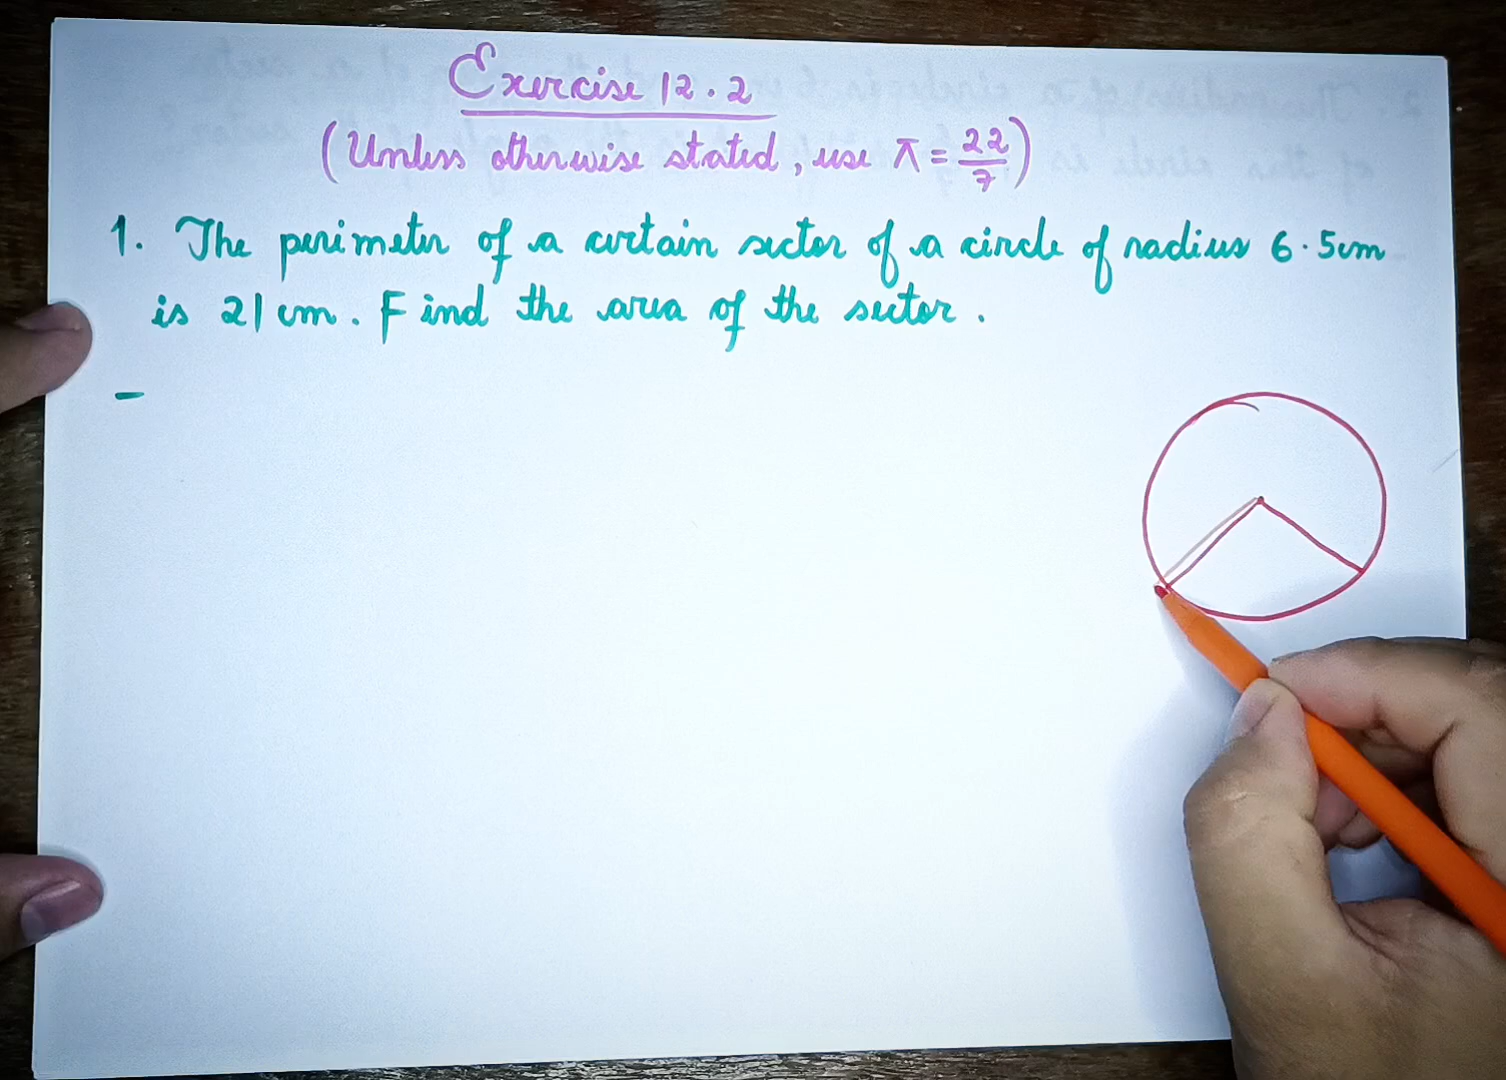 Exercise 12.2
(Unless otherwise stated, use π = 22/7)
1. The perimeter of a certain sector of a circle of radius 6.5cm
is 21 cm. Find the area of the sector.
-